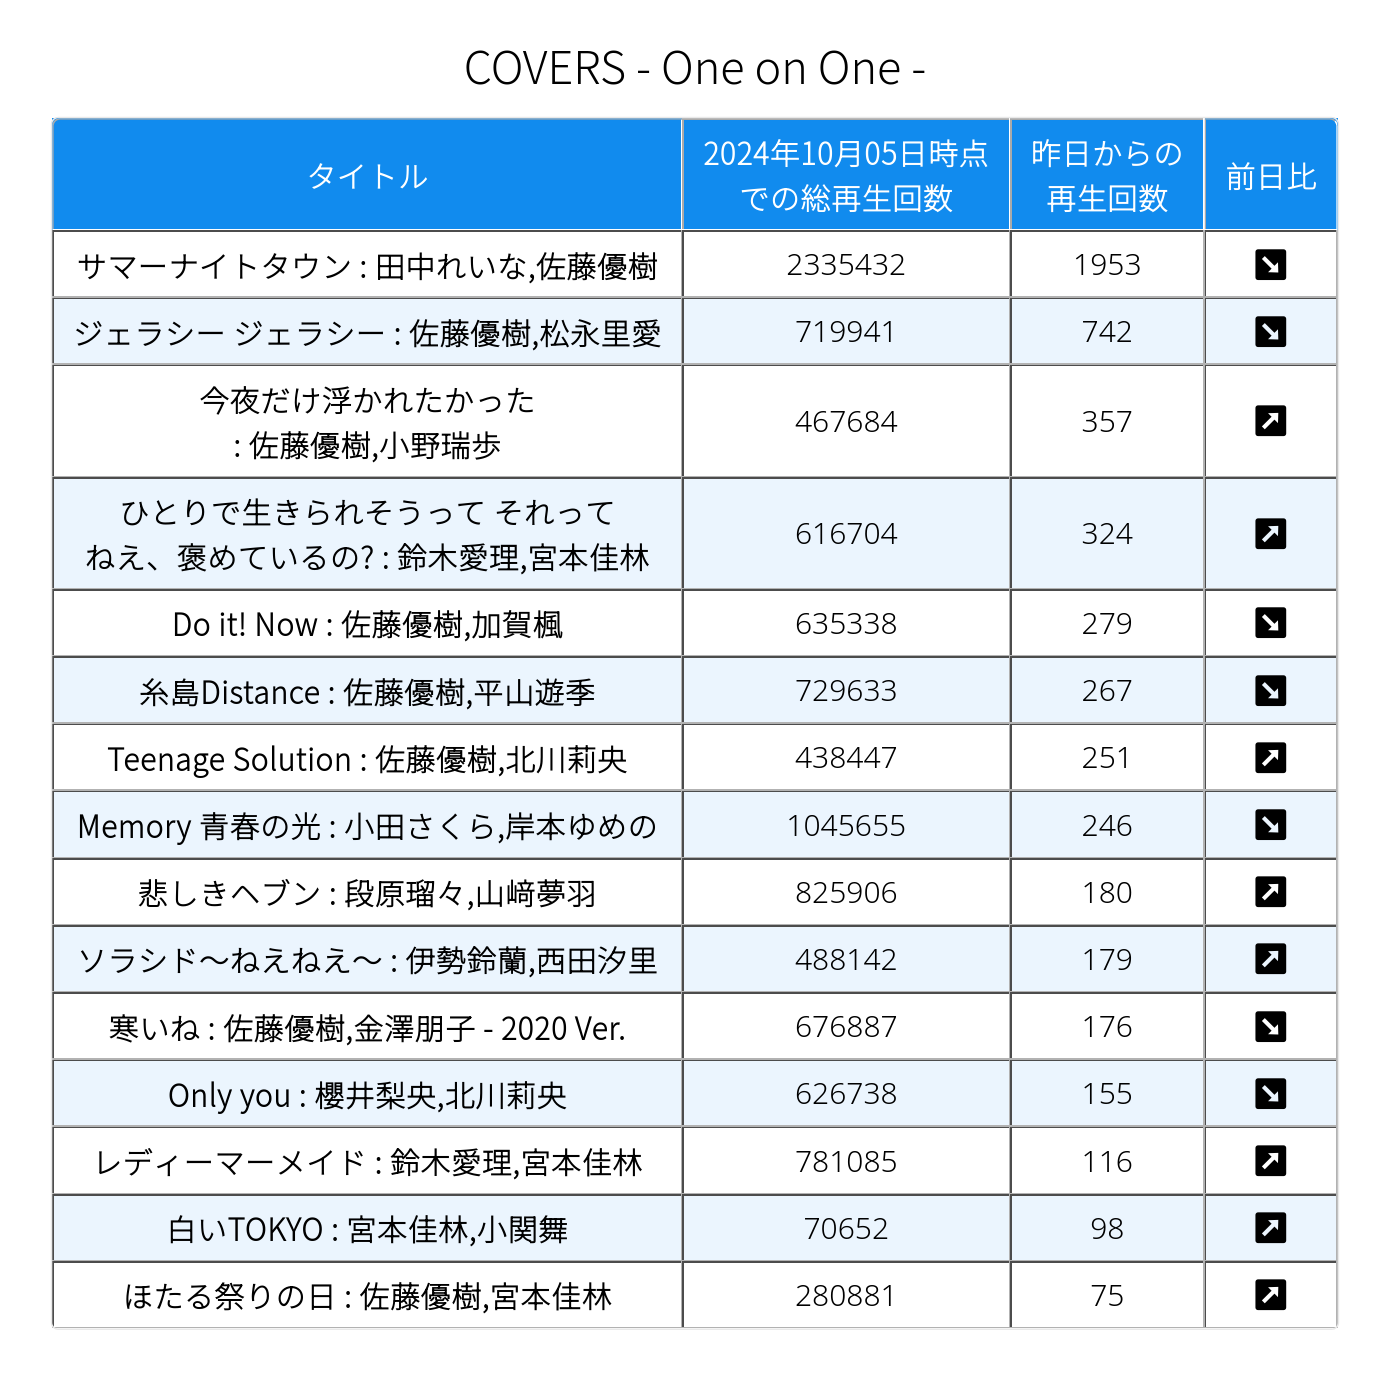 COVERS - One on One -
タイトル
2024年10月05日時点
での総再生回数
昨日からの
再生回数
前日比
サマーナイトタウン : 田中れいな,佐藤優樹
2335432
1953
ジェラシー ジェラシー : 佐藤優樹,松永里愛
719941
742
今夜だけ浮かれたかった
: 佐藤優樹,小野瑞歩
467684
357
ひとりで生きられそうって それって
ねえ、褒めているの? : 鈴木愛理,宮本佳林
616704
324
Do it! Now : 佐藤優樹,加賀楓
635338
279
糸島Distance : 佐藤優樹,平山遊季
729633
267
Teenage Solution : 佐藤優樹,北川莉央
438447
251
Memory 青春の光 : 小田さくら,岸本ゆめの
1045655
246
悲しきヘブン : 段原瑠々,山﨑夢羽
825906
180
ソラシド～ねえねえ～ : 伊勢鈴蘭,西田汐里
488142
179
寒いね : 佐藤優樹,金澤朋子 - 2020 Ver.
676887
176
Only you : 櫻井梨央,北川莉央
626738
155
レディーマーメイド : 鈴木愛理,宮本佳林
781085
116
白いTOKYO : 宮本佳林,小関舞
70652
98
ほたる祭りの日 : 佐藤優樹,宮本佳林
280881
75